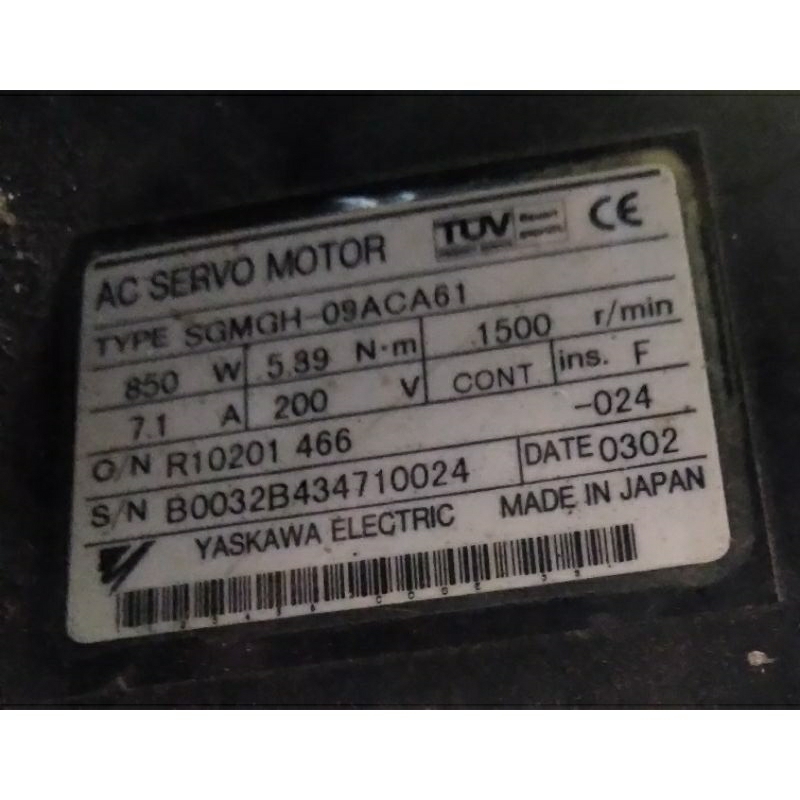 AC SERVO MOTOR TÜV CE
TYPE SGMGH-09ACA61
850 W 5.39 N·m 1500 r/min
7.1 A 200 V CONT ins. F
O/N R10201 466 -024
S/N B0032B434710024 DATE 0302
YASKAWA ELECTRIC MADE IN JAPAN